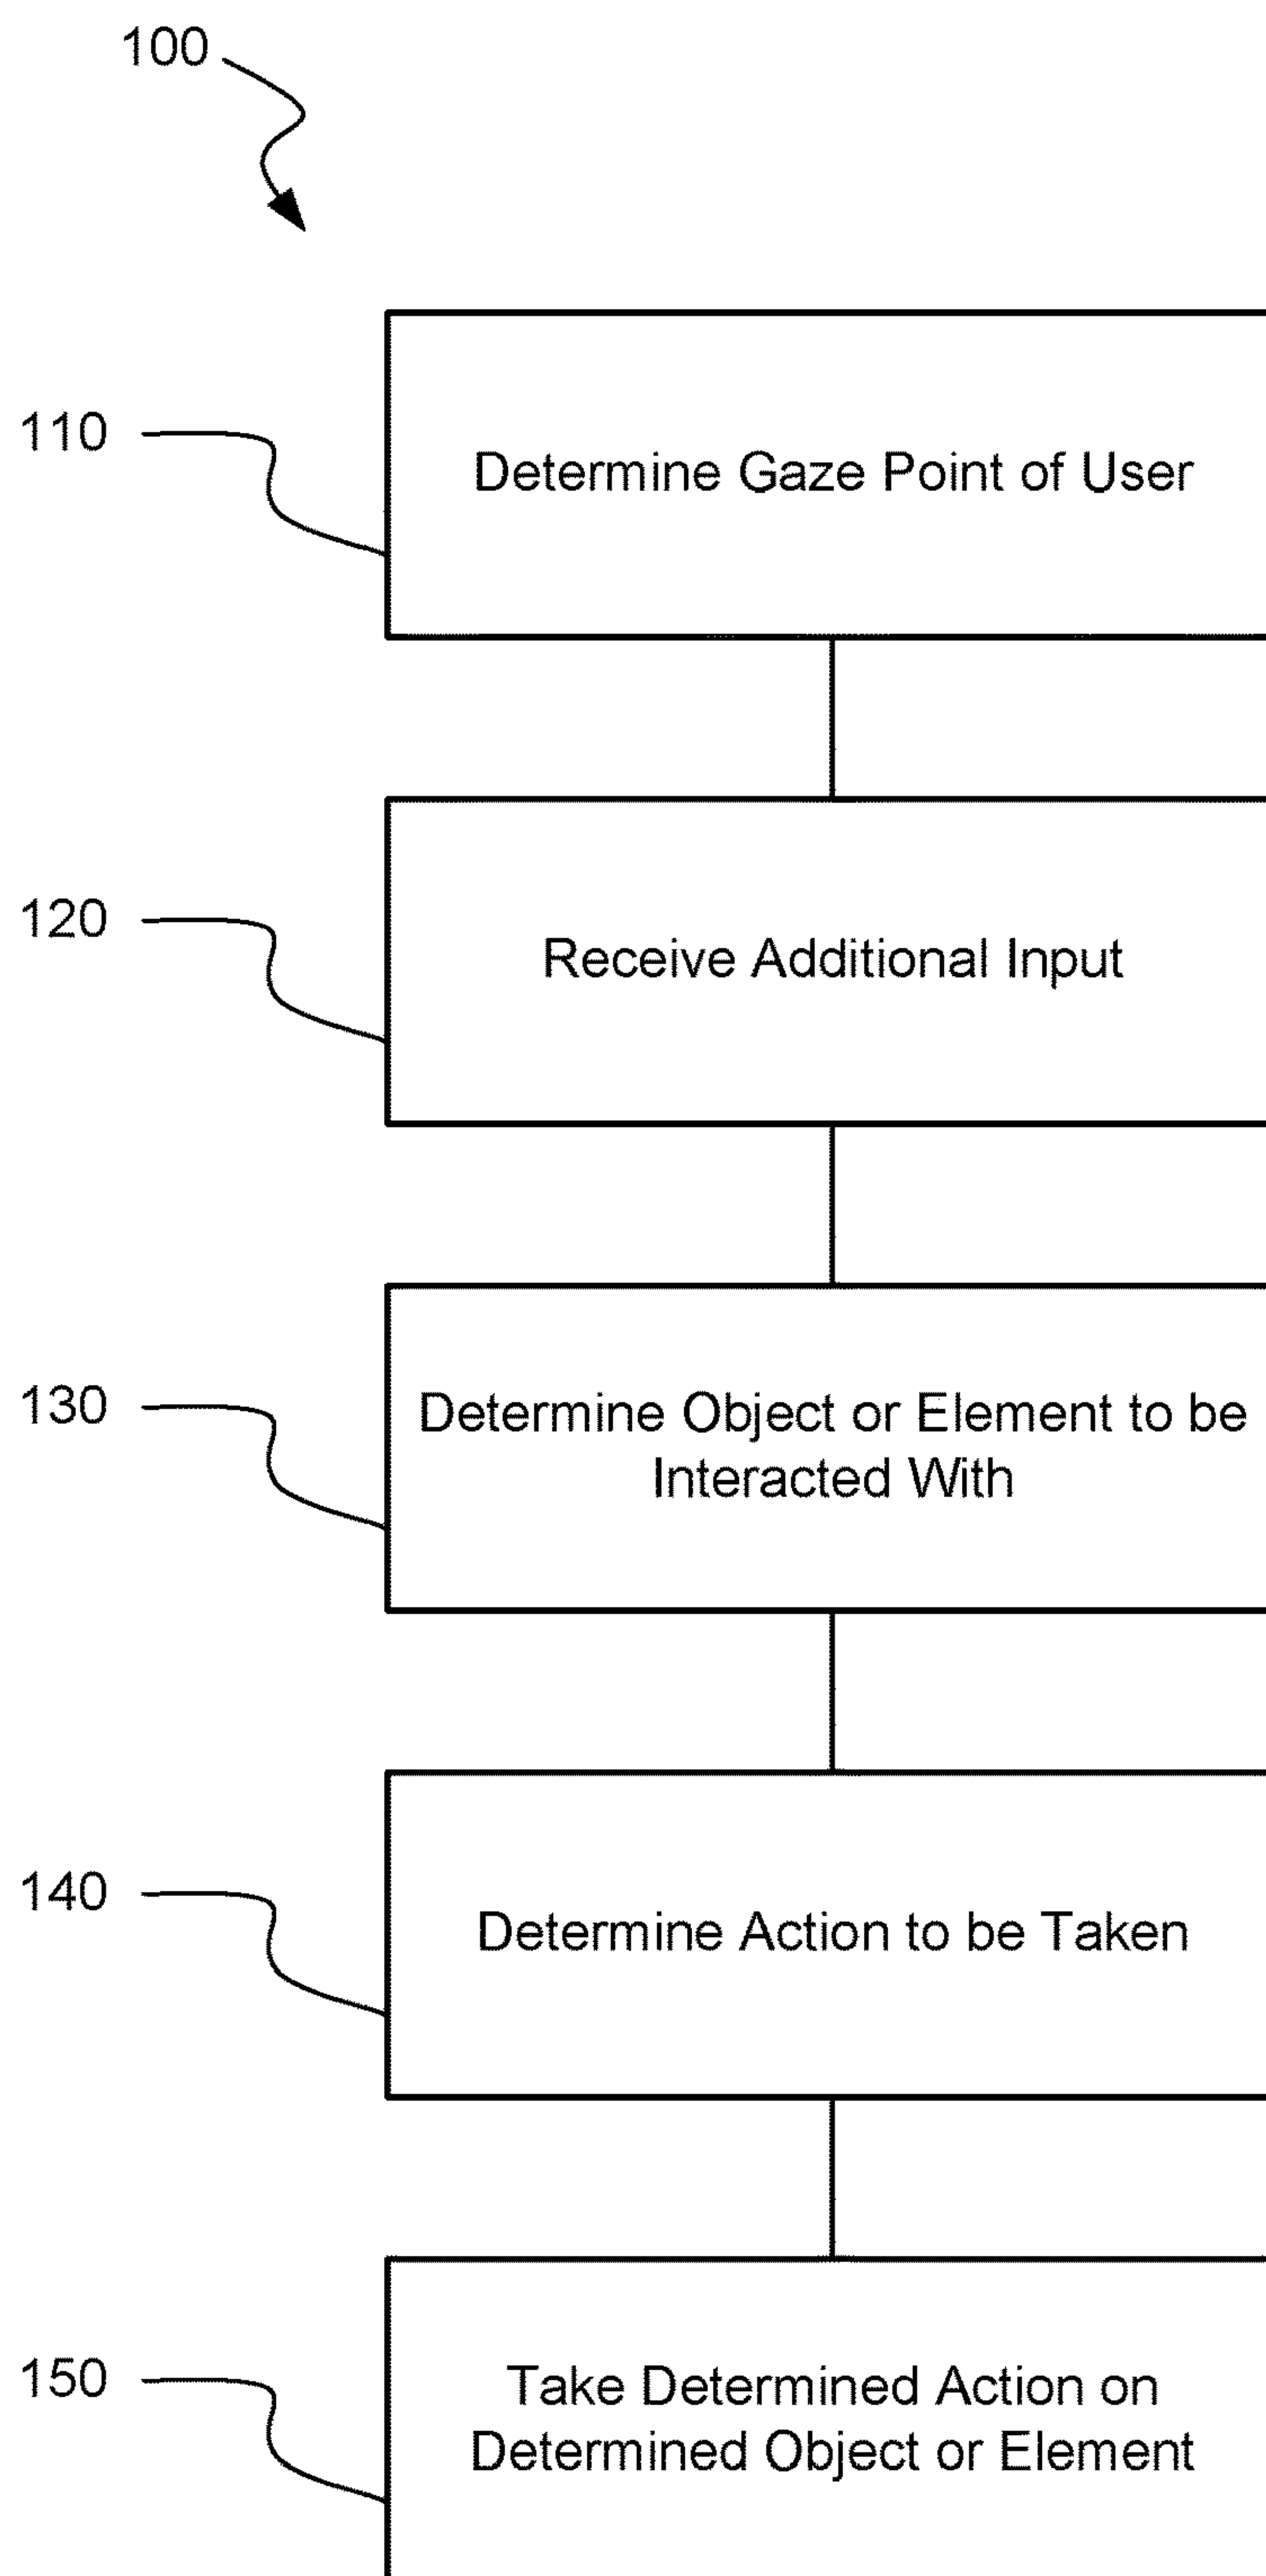 100
110
Determine Gaze Point of User
120
Receive Additional Input
130
Determine Object or Element to be
Interacted With
140
Determine Action to be Taken
150
Take Determined Action on
Determined Object or Element